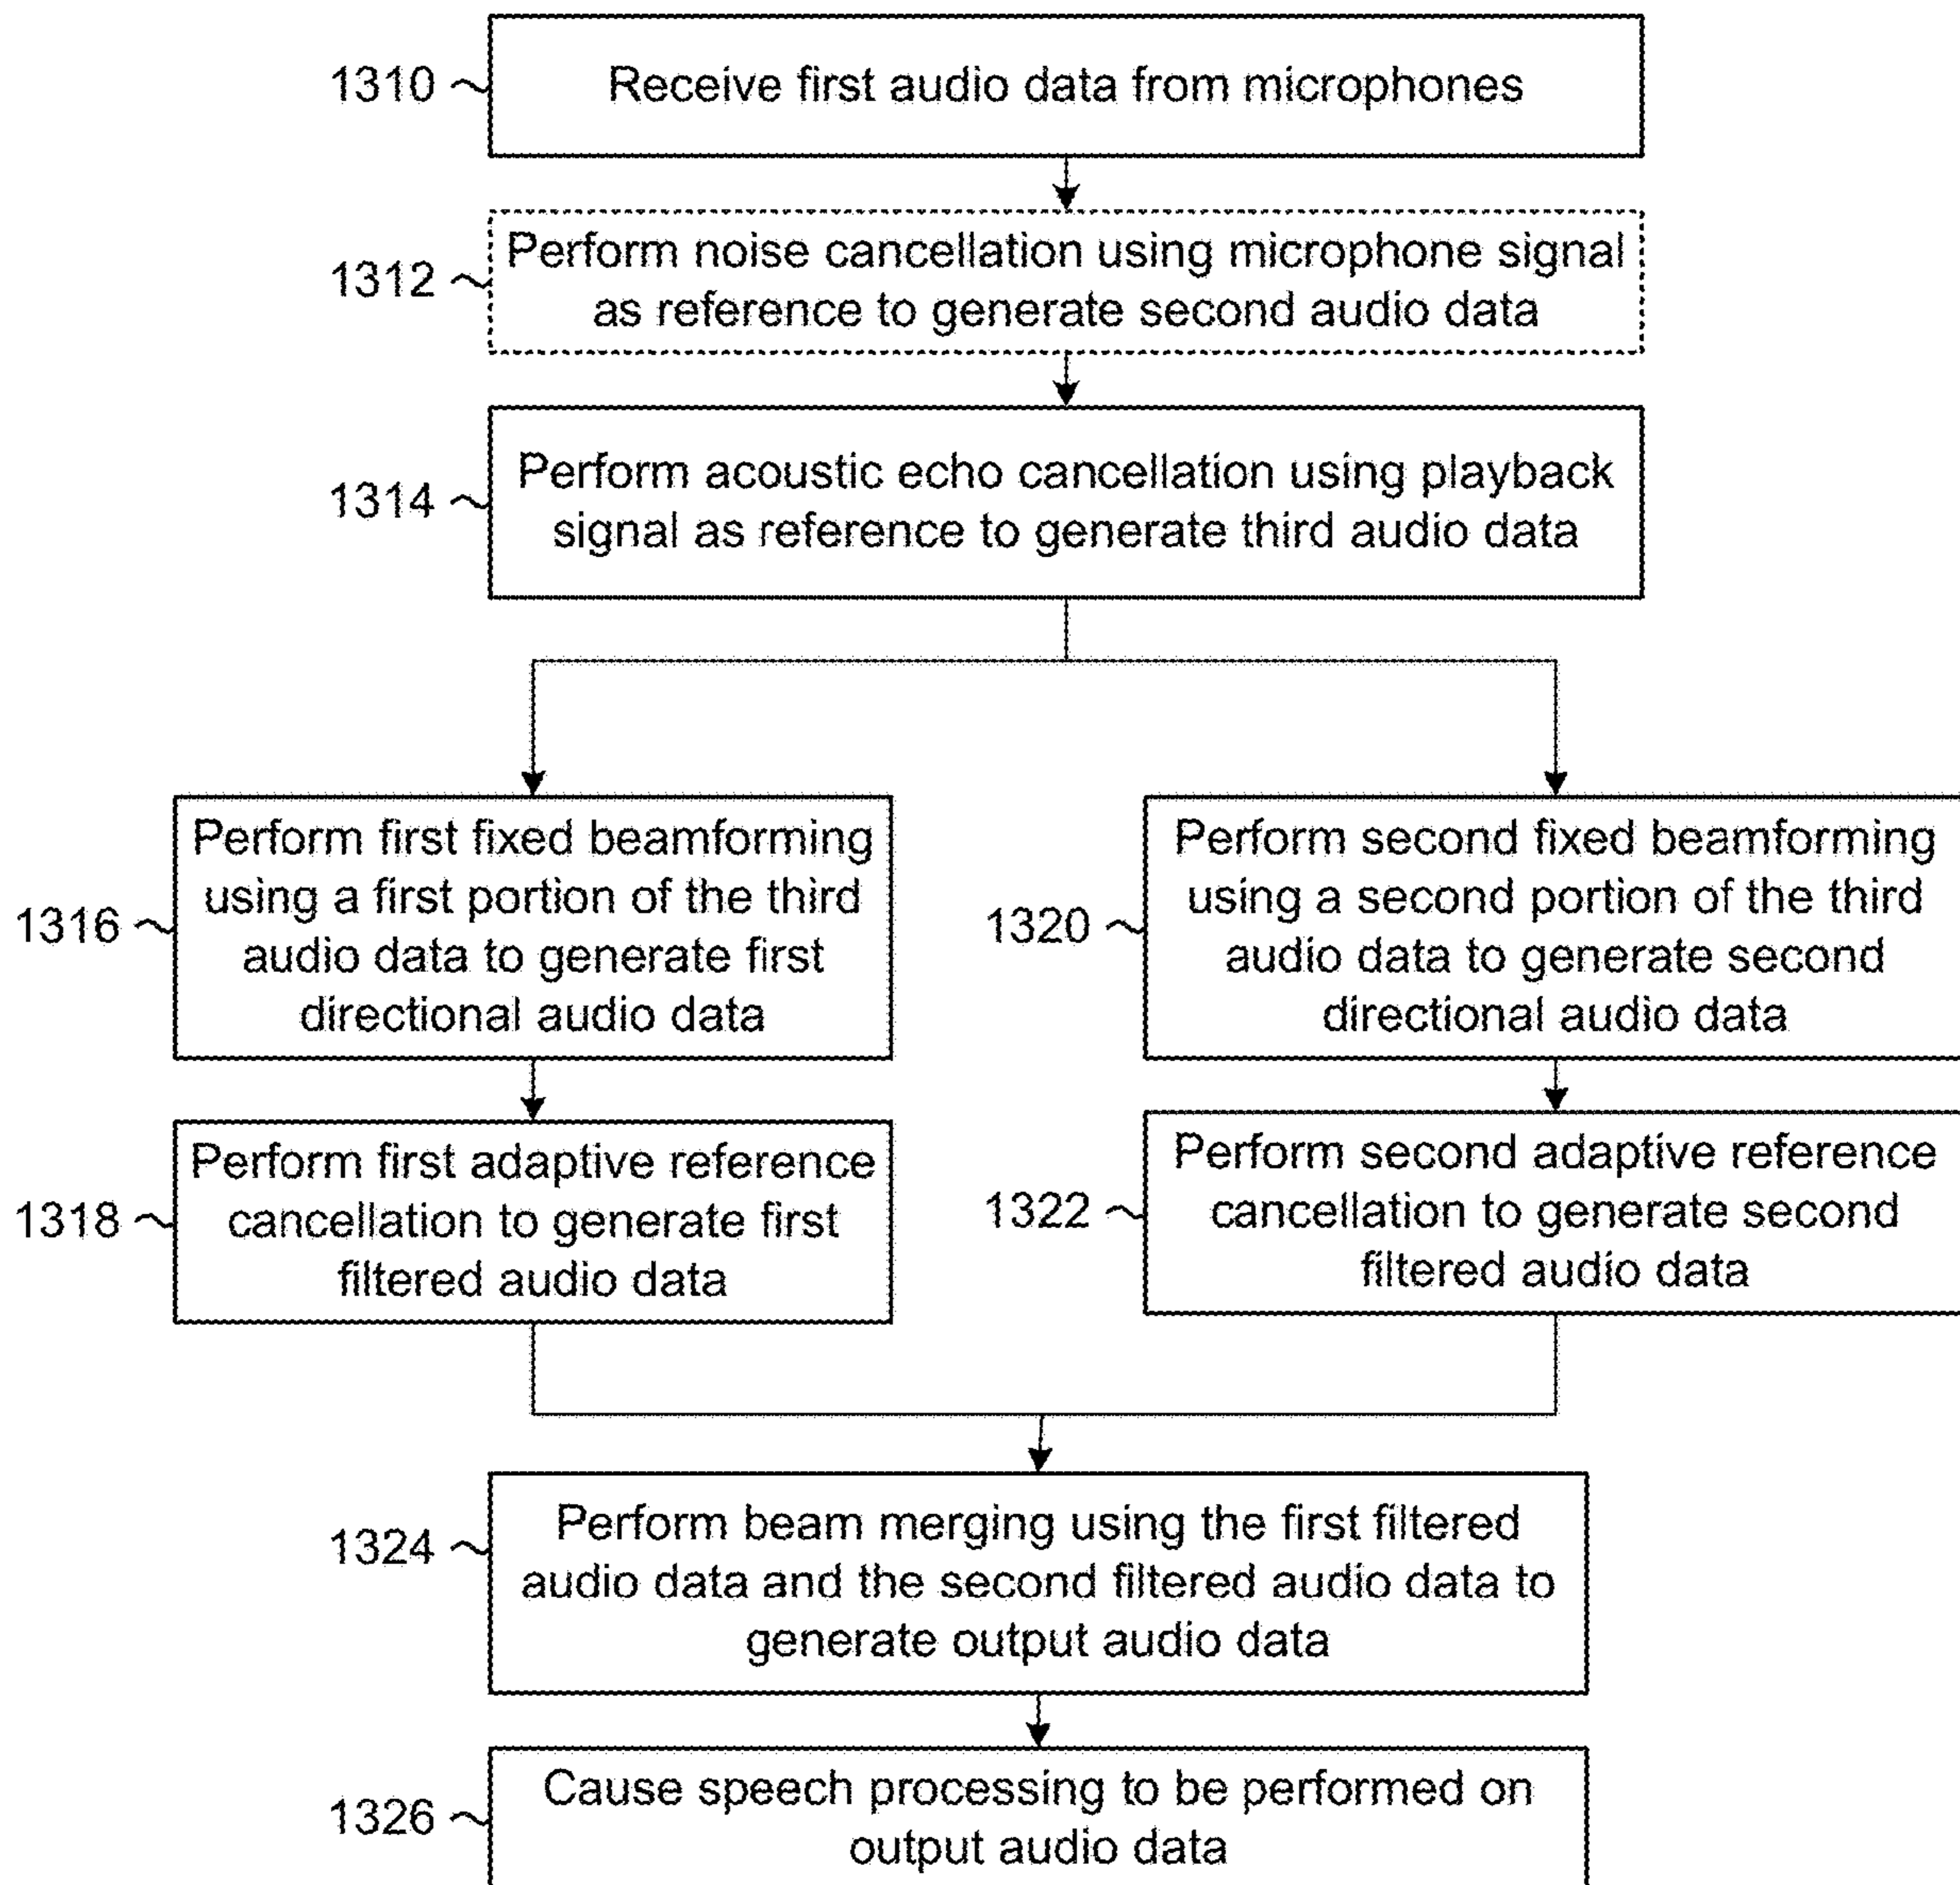 1310
Receive first audio data from microphones
1312
Perform noise cancellation using microphone signal
as reference to generate second audio data
1314
Perform acoustic echo cancellation using playback
signal as reference to generate third audio data
1316
Perform first fixed beamforming
using a first portion of the third
audio data to generate first
directional audio data
1320
Perform second fixed beamforming
using a second portion of the third
audio data to generate second
directional audio data
1318
Perform first adaptive reference
cancellation to generate first
filtered audio data
1322
Perform second adaptive reference
cancellation to generate second
filtered audio data
1324
Perform beam merging using the first filtered
audio data and the second filtered audio data to
generate output audio data
1326
Cause speech processing to be performed on
output audio data